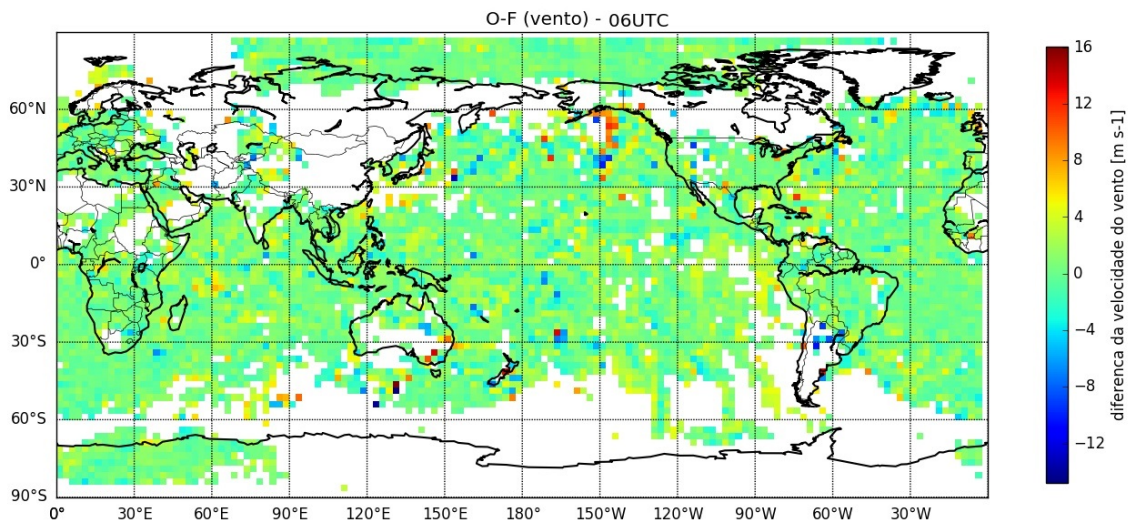 O-F (vento) - 06UTC
60°N
30°N
0°
30°S
60°S
90°S
0° 30°E 60°E 90°E 120°E 150°E 180° 150°W 120°W 90°W 60°W 30°W
16
12
8
4
0
−4
−8
−12
diferenca da velocidade do vento [m s-1]